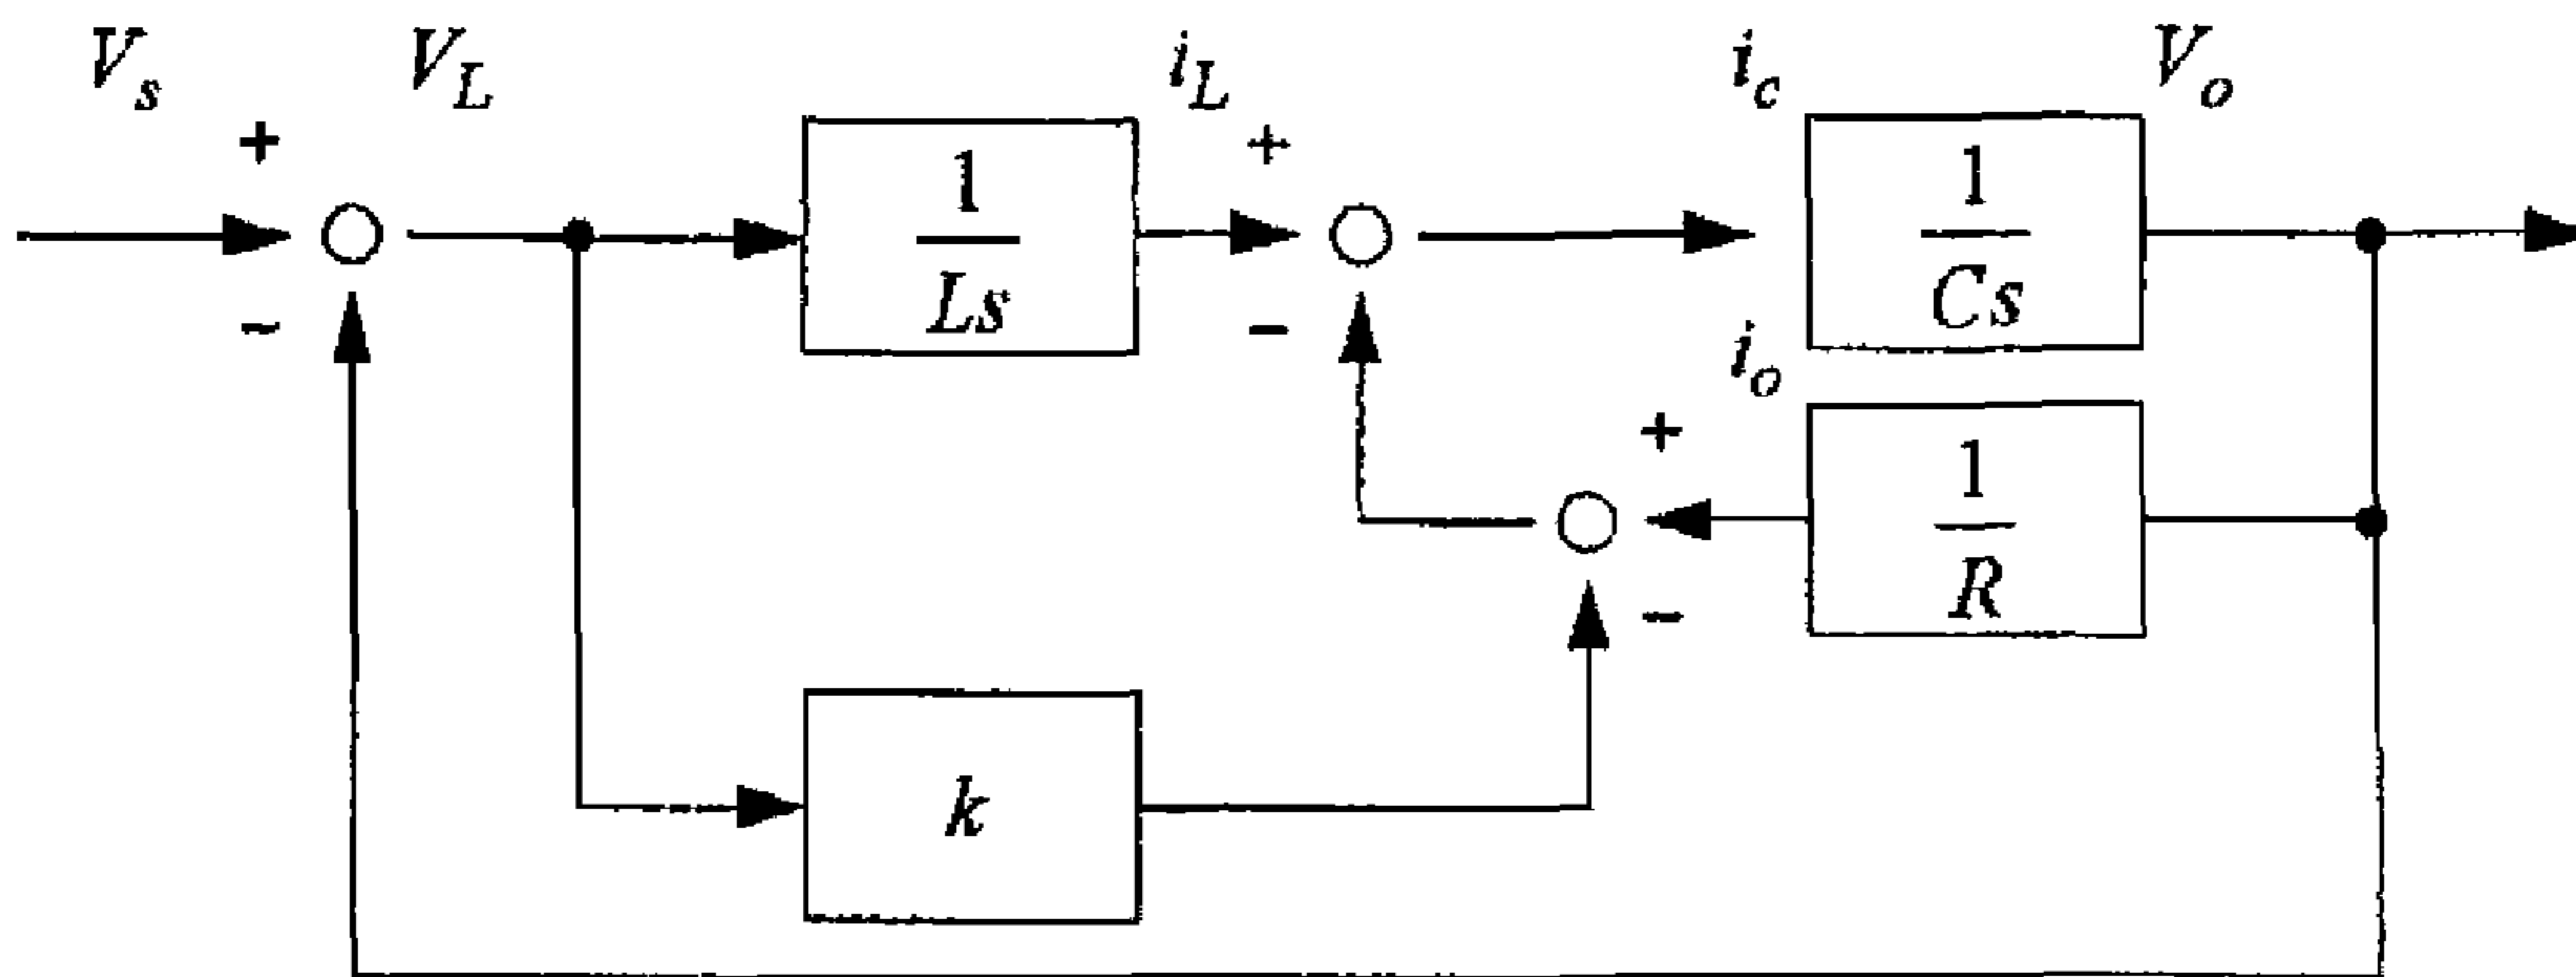 V_s V_L i_L i_c V_o
+ + 
1/Ls 1/Cs
− −
i_o
+
1/R
−
k